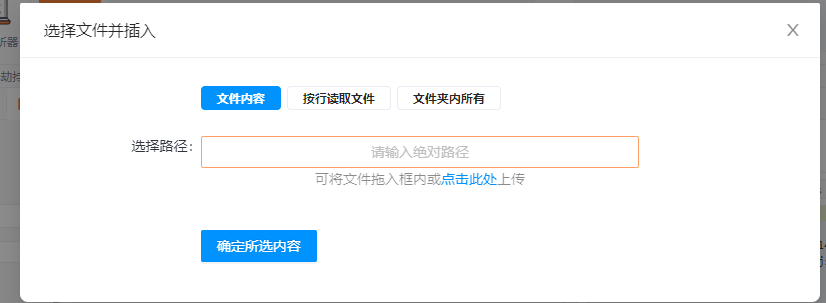 选择文件并插入
文件内容 按行读取文件 文件夹内所有
选择路径:
请输入绝对路径
可将文件拖入框内或点击此处上传
确定所选内容